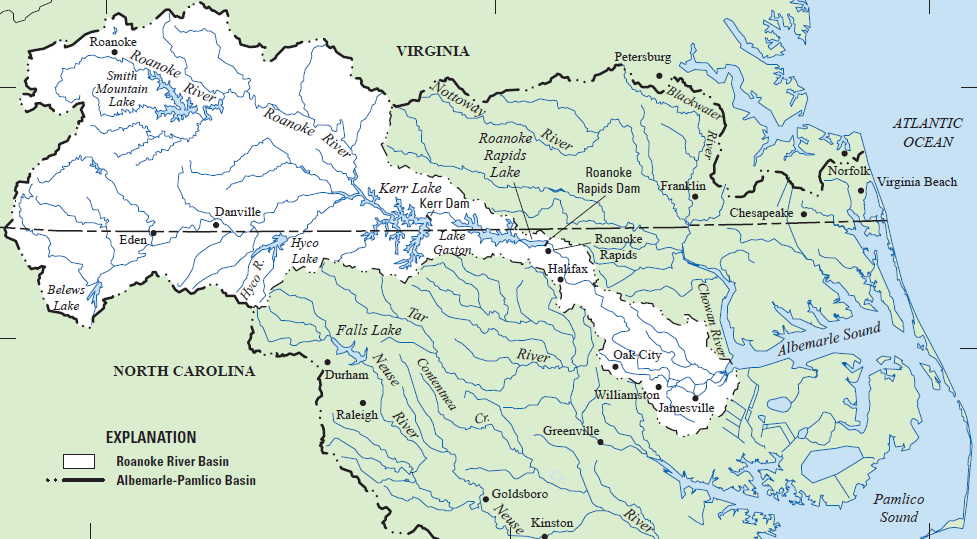 VIRGINIA
Petersburg
Roanoke
Roanoke
River
Smith
Mountain
Lake
Nottoway
River
Blackwater
River
ATLANTIC
OCEAN
Roanoke
River
Roanoke
Rapids
Lake
Roanoke
Rapids Dam
Norfolk
Virginia Beach
Franklin
Kerr Lake
Kerr Dam
Chesapeake
Danville
Eden
Hyco
Lake
Hyco R.
Lake
Gaston
Roanoke
Rapids
Halifax
Belews
Lake
Chowan River
Albemarle Sound
Tar
River
Falls Lake
Oak City
NORTH CAROLINA
Durham
Neuse
River
Contentnea
Cr.
Williamston
Jamesville
Raleigh
Greenville
EXPLANATION
Roanoke River Basin
Albemarle-Pamlico Basin
Goldsboro
Neuse
River
Kinston
Pamlico
Sound